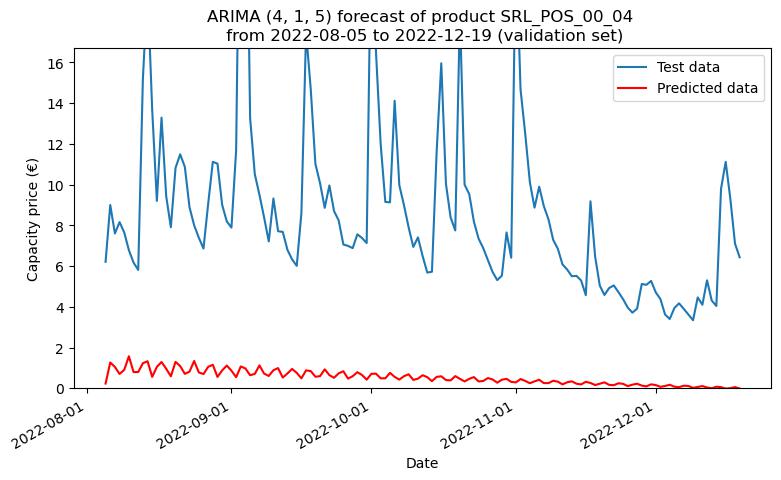 ARIMA (4, 1, 5) forecast of product SRL_POS_00_04
from 2022-08-05 to 2022-12-19 (validation set)
Test data
Predicted data
Capacity price (€)
16
14
12
10
8
6
4
2
0
2022-08-01
2022-09-01
2022-10-01
2022-11-01
2022-12-01
Date